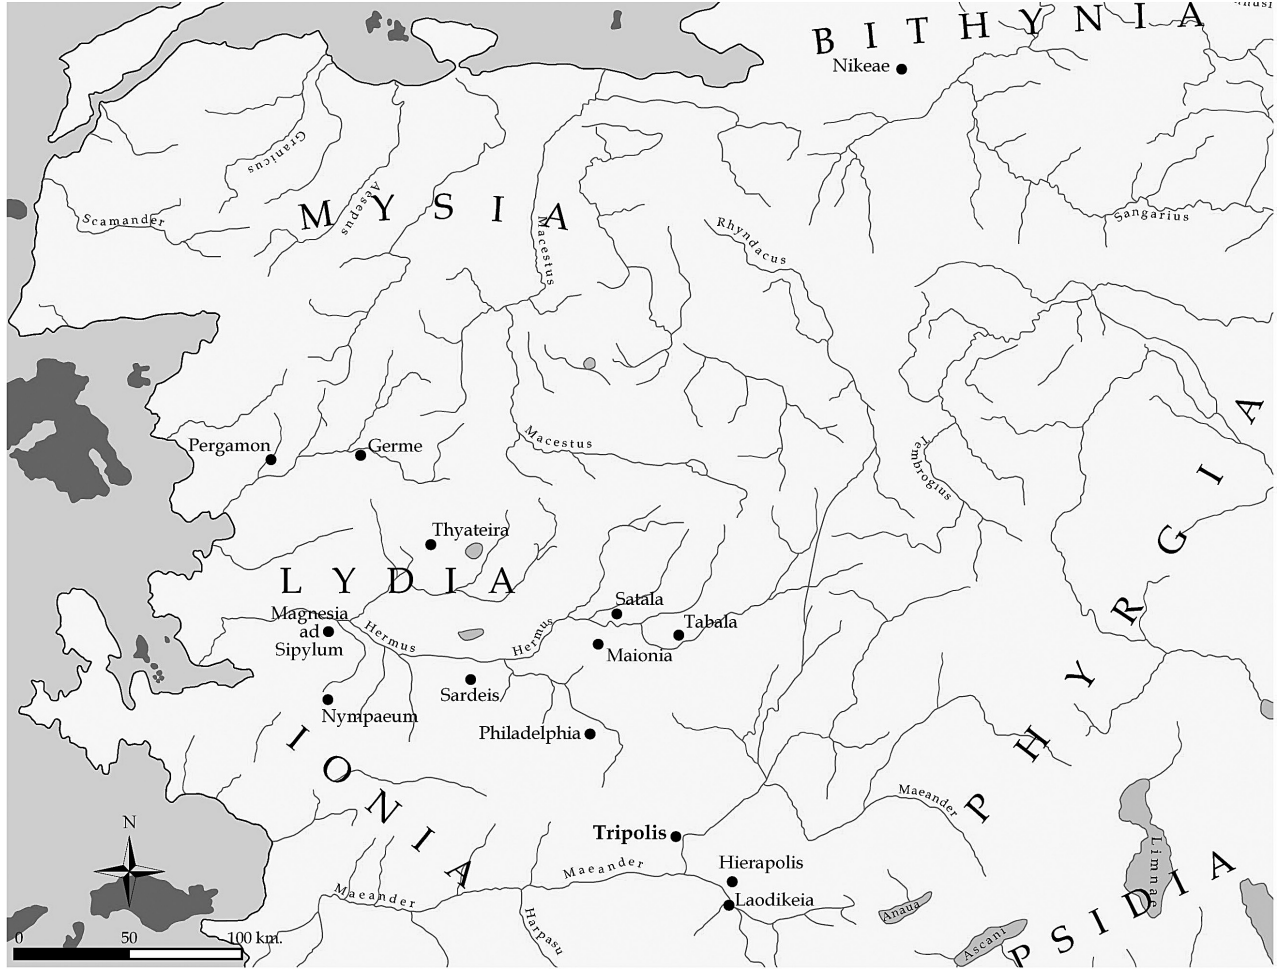 BITHYNIA
Nikeae
Granicus
Aesepus
Scamander
MYSIA
Macestus
Rhyndacus
Sangarius
Pergamon
Germe
Macestus
Tembrogius
Thyateira
LYDIA
Magnesia
ad
Sipylum
Hermus
Hermus
Satala
Tabala
Maionia
Sardeis
Nympaeum
Philadelphia
IONIA
PHYRGIA
Maeander
Tripolis
Hierapolis
Laodikeia
Maeander
Maeander
Harpasu
Anaua
Ascani
Limnae
PSIDIA
N
0 50 100 km.